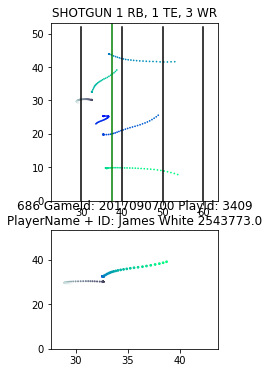 SHOTGUN 1 RB, 1 TE, 3 WR
50
40
30
20
10
0
30 40 50 60
686 GameId: 2017090700 PlayId: 3409
PlayerName + ID: James White 2543773.0
40
20
0
30 35 40